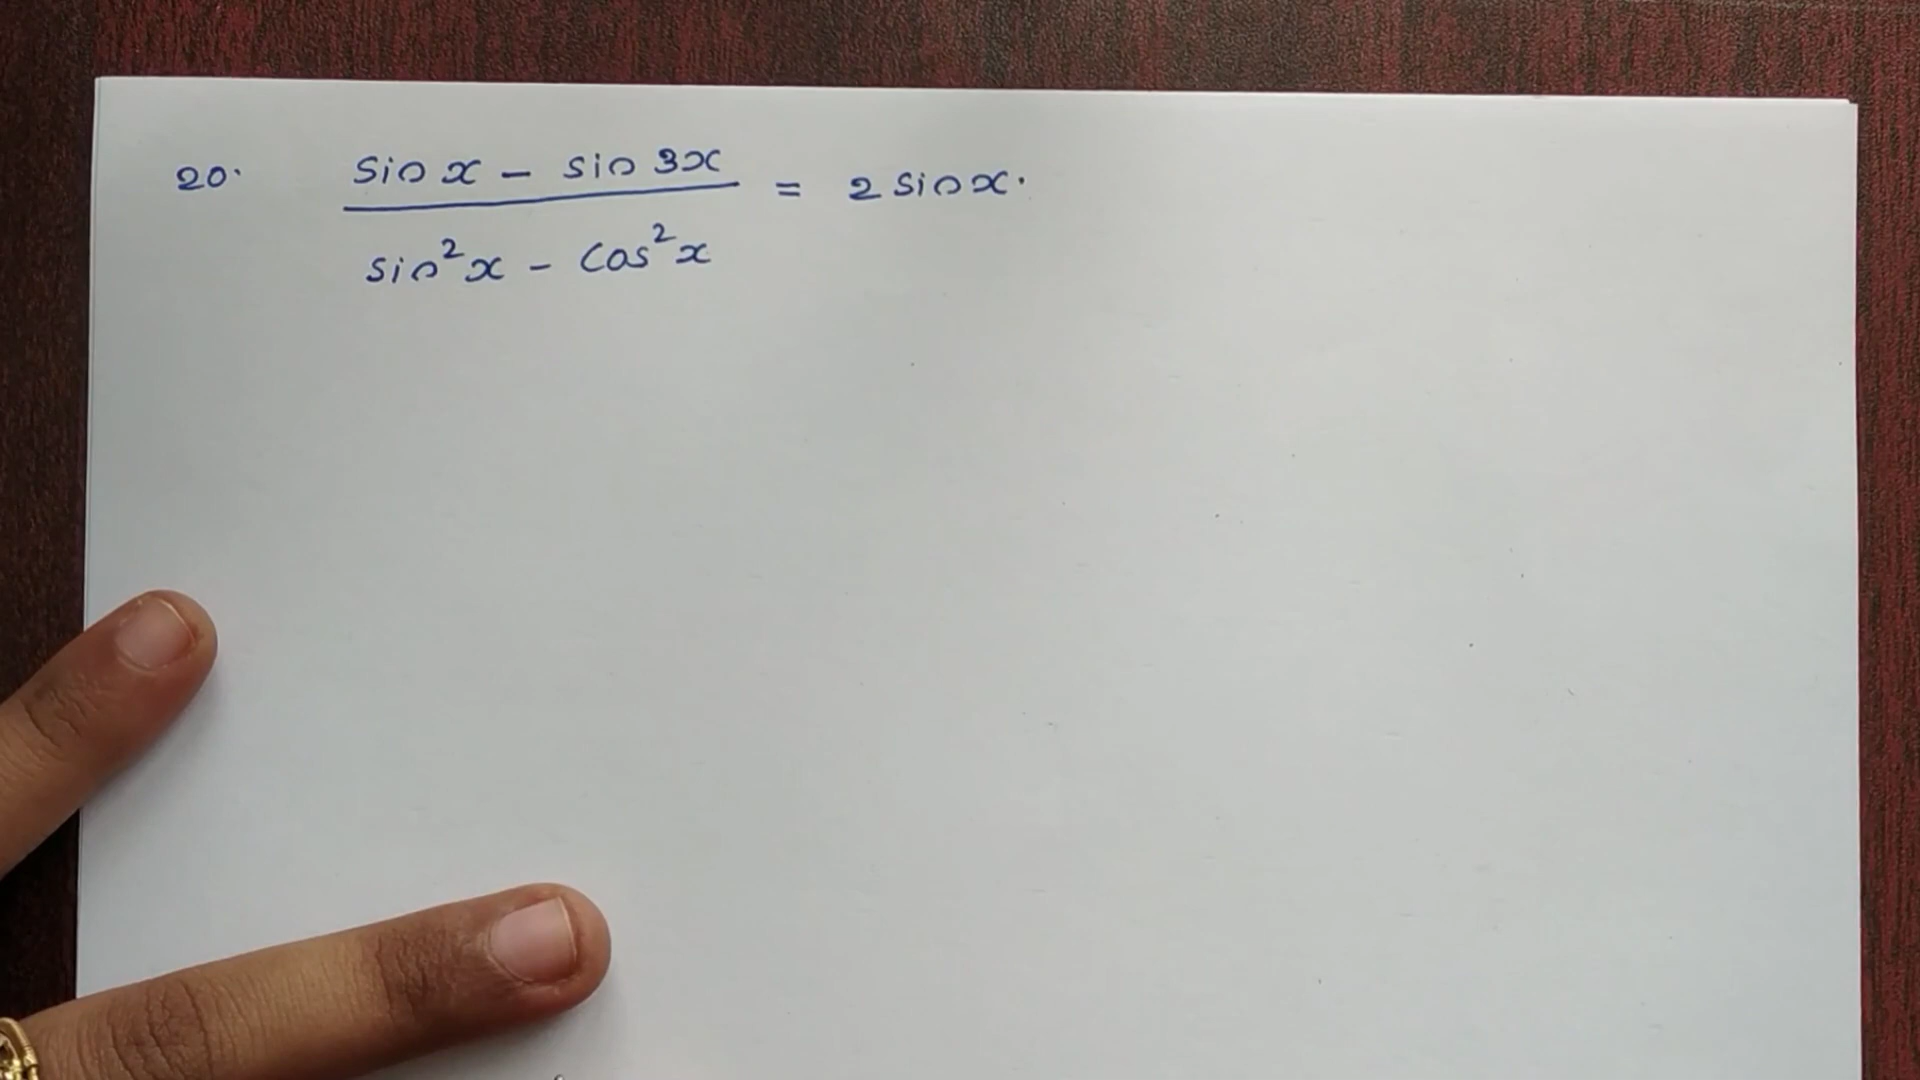 20. sin x - sin 3x / sin²x - cos²x = 2 sin x.